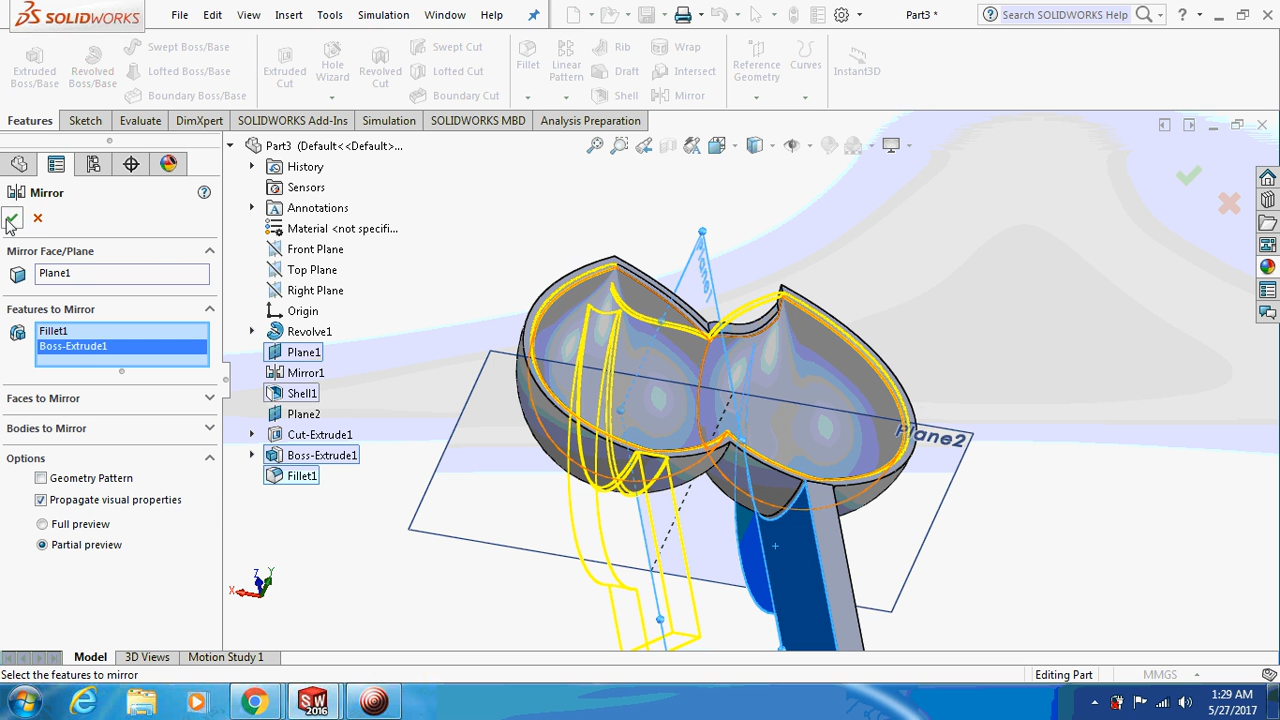 SOLIDWORKS
File Edit View Insert Tools Simulation Window Help
Part3 *
Search SOLIDWORKS Help
Extruded Boss/Base
Revolved Boss/Base
Swept Boss/Base
Lofted Boss/Base
Boundary Boss/Base
Extruded Cut
Hole Wizard
Revolved Cut
Swept Cut
Lofted Cut
Boundary Cut
Fillet
Linear Pattern
Rib
Draft
Shell
Wrap
Intersect
Mirror
Reference Geometry
Curves
Instant3D
Features Sketch Evaluate DimXpert SOLIDWORKS Add-Ins Simulation SOLIDWORKS MBD Analysis Preparation
Mirror
Mirror Face/Plane
Plane1
Features to Mirror
Fillet1
Boss-Extrude1
Faces to Mirror
Bodies to Mirror
Options
Geometry Pattern
Propagate visual properties
Full preview
Partial preview
Part3 (Default<<Default>...
History
Sensors
Annotations
Material <not specifi...
Front Plane
Top Plane
Right Plane
Origin
Revolve1
Plane1
Mirror1
Shell1
Plane2
Cut-Extrude1
Boss-Extrude1
Fillet1
Plane1
Plane2
X Y Z
Model 3D Views Motion Study 1
Select the features to mirror
Editing Part
MMGS
SW
2016
1:29 AM
5/27/2017